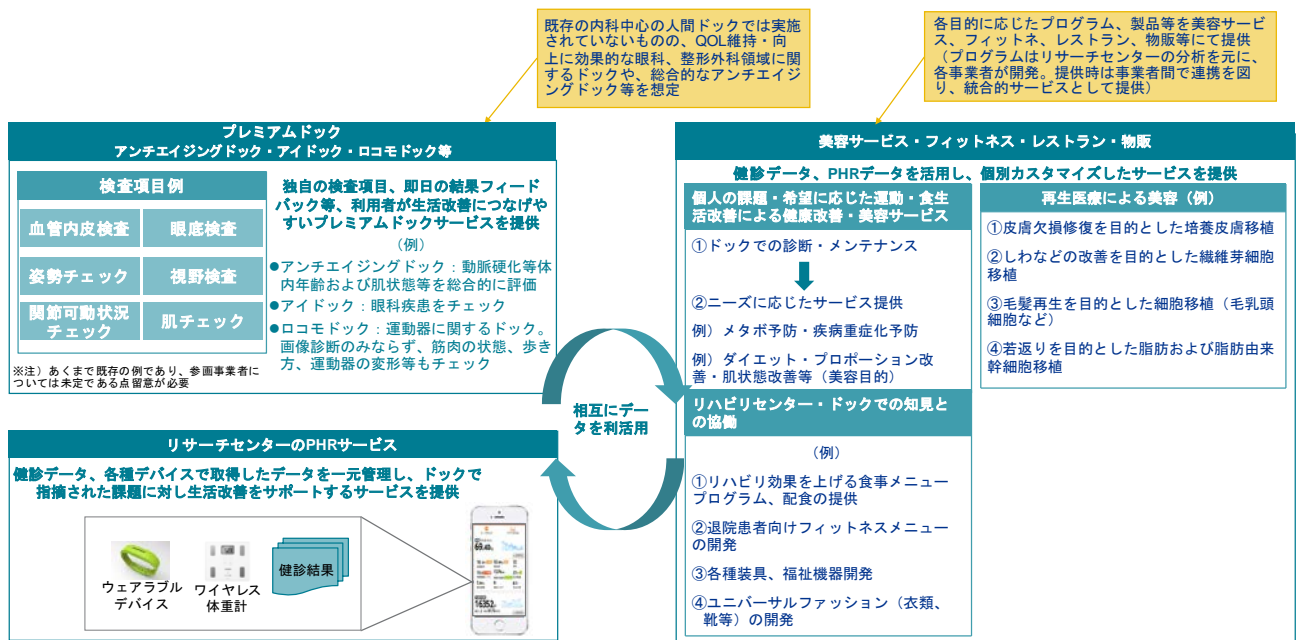 既存の内科中心の人間ドックでは実施
されていないものの、QOL維持・向
上に効果的な眼科、整形外科領域に関
するドックや、総合的なアンチエイジ
ングドック等を想定
各目的に応じたプログラム、製品等を美容サービ
ス、フィットネ、レストラン、物販等にて提供
（プログラムはリサーチセンターの分析を元に、
各事業者が開発。提供時は事業者間で連携を図
り、統合的サービスとして提供）
プレミアムドック
アンチエイジングドック・アイドック・ロコモドック等
検査項目例
血管内皮検査
眼底検査
姿勢チェック
視野検査
関節可動状況
チェック
肌チェック
※注）あくまで既存の例であり、参画事業者に
ついては未定である点留意が必要
独自の検査項目、即日の結果フィード
バック等、利用者が生活改善につなげや
すいプレミアムドックサービスを提供
（例）
●アンチエイジングドック：動脈硬化等体
内年齢および肌状態等を総合的に評価
●アイドック：眼科疾患をチェック
●ロコモドック：運動器に関するドック。
画像診断のみならず、筋肉の状態、歩き
方、運動器の変形等もチェック
相互にデー
タを利活用
リサーチセンターのPHRサービス
健診データ、各種デバイスで取得したデータを一元管理し、ドックで
指摘された課題に対し生活改善をサポートするサービスを提供
ウェアラブル
デバイス
ワイヤレス
体重計
健診結果
美容サービス・フィットネス・レストラン・物販
健診データ、PHRデータを活用し、個別カスタマイズしたサービスを提供
個人の課題・希望に応じた運動・食生
活改善による健康改善・美容サービス
①ドックでの診断・メンテナンス
②ニーズに応じたサービス提供
例）メタボ予防・疾病重症化予防
例）ダイエット・プロポーション改
善・肌状態改善等（美容目的）
リハビリセンター・ドックでの知見と
の協働
（例）
①リハビリ効果を上げる食事メニュー
プログラム、配食の提供
②退院患者向けフィットネスメニュー
の開発
③各種装具、福祉機器開発
④ユニバーサルファッション（衣類、
靴等）の開発
再生医療による美容（例）
①皮膚欠損修復を目的とした培養皮膚移植
②しわなどの改善を目的とした繊維芽細胞
移植
③毛髪再生を目的とした細胞移植（毛乳頭
細胞など）
④若返りを目的とした脂肪および脂肪由来
幹細胞移植